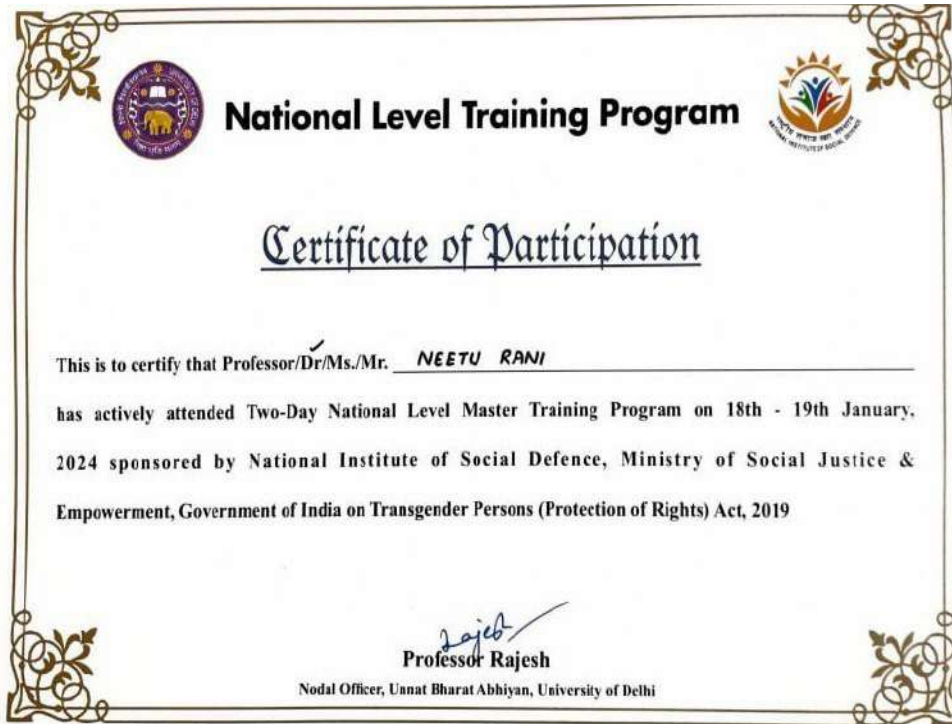 National Level Training Program
Certificate of Participation
This is to certify that Professor/Dr/Ms./Mr. NEETU RANI
has actively attended Two-Day National Level Master Training Program on 18th - 19th January,
2024 sponsored by National Institute of Social Defence, Ministry of Social Justice &
Empowerment, Government of India on Transgender Persons (Protection of Rights) Act, 2019
Rajesh
Professor Rajesh
Nodal Officer, Unnat Bharat Abhiyan, University of Delhi